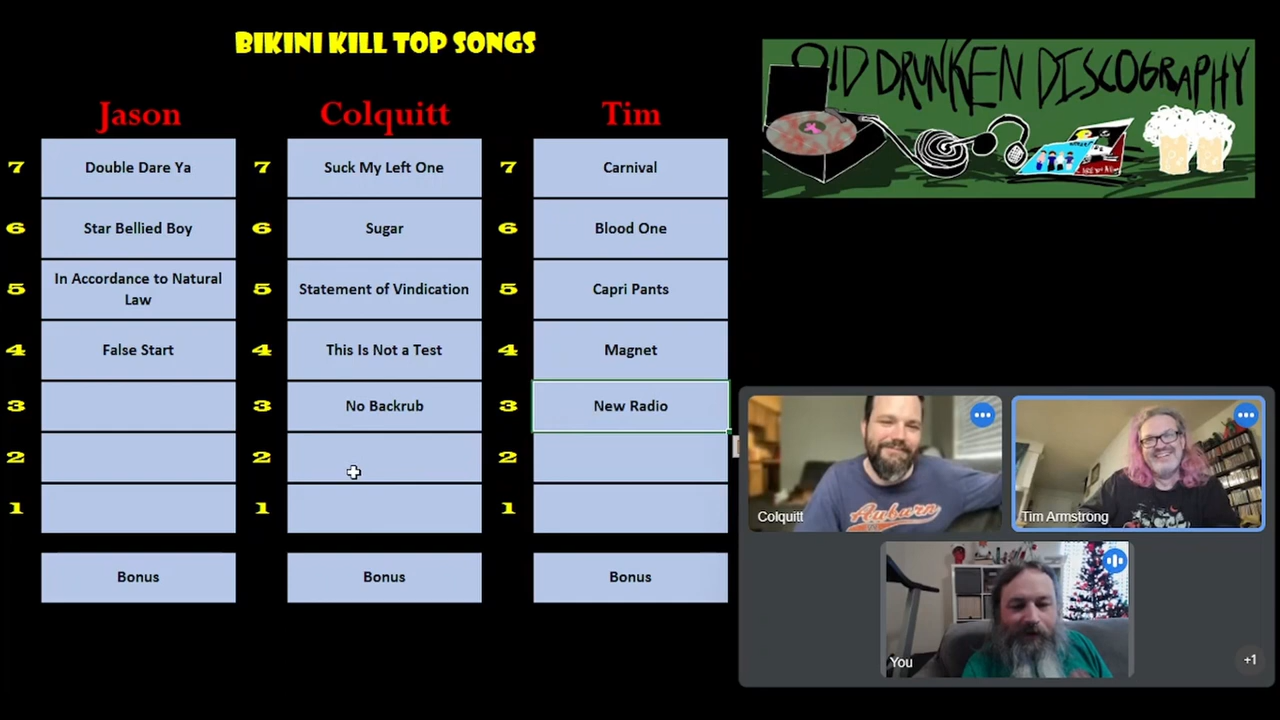 BIKINI KILL TOP SONGS
OLD DRUNKEN DISCOGRAPHY
Jason
Colquitt
Tim
7
Double Dare Ya
7
Suck My Left One
7
Carnival
6
Star Bellied Boy
6
Sugar
6
Blood One
5
In Accordance to Natural
Law
5
Statement of Vindication
5
Capri Pants
4
False Start
4
This Is Not a Test
4
Magnet
3
3
No Backrub
3
New Radio
2
2
2
1
1
1
Bonus
Bonus
Bonus
Auburn
Colquitt
Tim Armstrong
You
+1